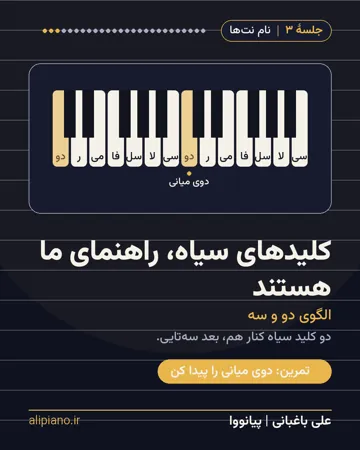 جلسهٔ ۳ | نام نت‌ها
دو ر می فا سل لا سی دو ر می فا سل لا سی
دوی میانی
کلیدهای سیاه، راهنمای ما
هستند
الگوی دو و سه
دو کلید سیاه کنار هم، بعد سه‌تایی.
تمرین: دوی میانی را پیدا کن
علی باغبانی | پیانووا
alipiano.ir